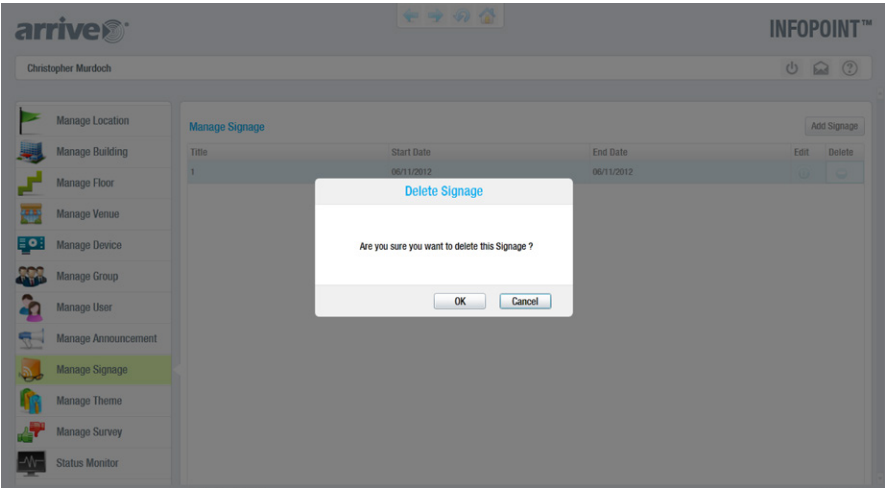 arrive
INFOPOINT™
Christopher Murdoch
Manage Location
Manage Building
Manage Floor
Manage Venue
Manage Device
Manage Group
Manage User
Manage Announcement
Manage Signage
Manage Theme
Manage Survey
Status Monitor
Manage Signage
Add Signage
Title Start Date End Date Edit Delete
1 06/11/2012 06/11/2012
Delete Signage
Are you sure you want to delete this Signage ?
OK Cancel